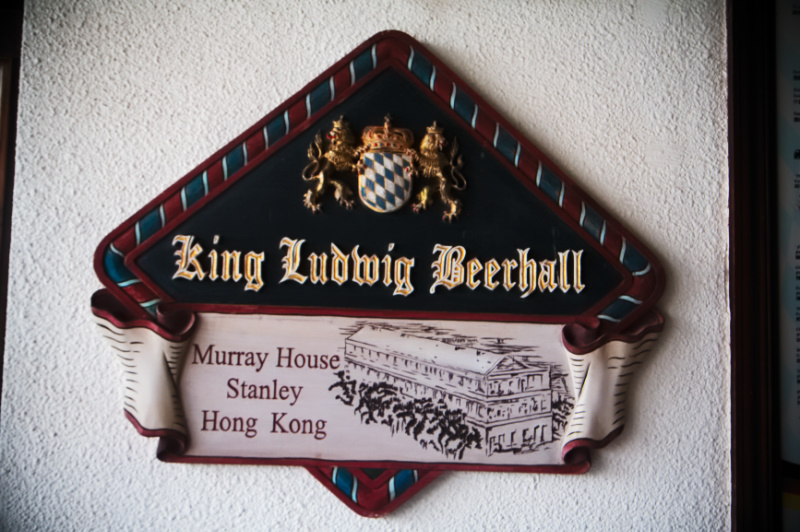 King Ludwig Beerhall
Murray House
Stanley
Hong Kong